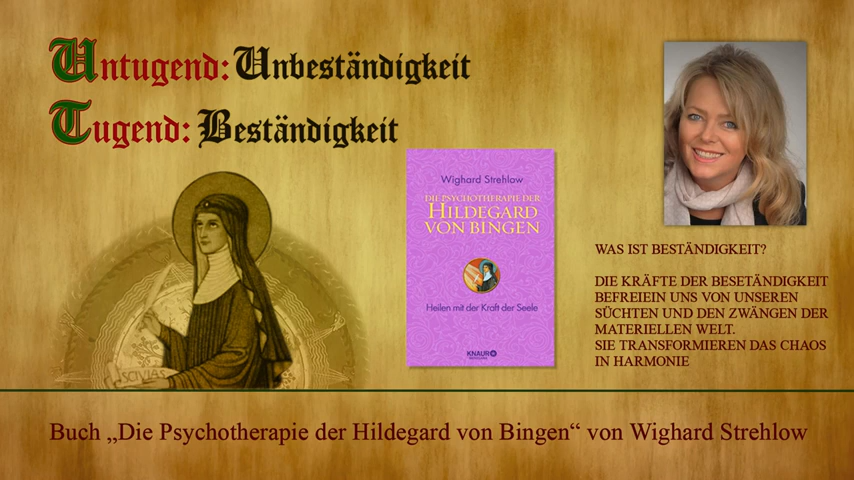 Untugend: Unbeständigkeit
Tugend: Beständigkeit
Wighard Strehlow
DIE PSYCHOTHERAPIE DER
HILDEGARD
VON BINGEN
Heilen mit der Kraft der Seele
KNAUR
SCIVIAS
WAS IST BESTÄNDIGKEIT?
DIE KRÄFTE DER BESETÄNDIGKEIT
BEFREIEIN UNS VON UNSEREN
SÜCHTEN UND DEN ZWÄNGEN DER
MATERIELLEN WELT.
SIE TRANSFORMIEREN DAS CHAOS
IN HARMONIE
Buch „Die Psychotherapie der Hildegard von Bingen“ von Wighard Strehlow